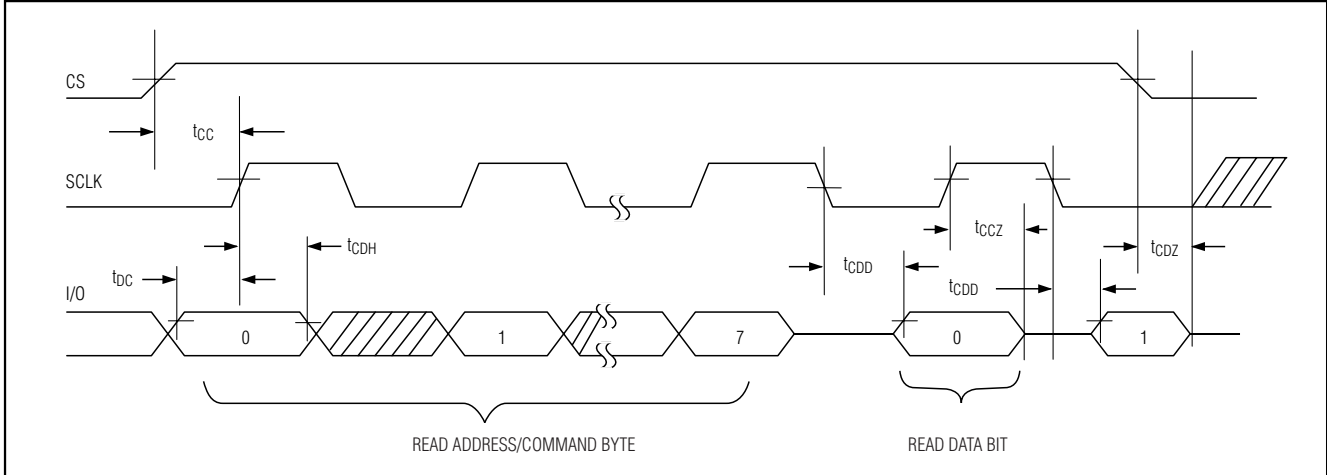 CS
tCC
SCLK
tCDH
tCCZ
tCDZ
tDC
tCDD
tCDD
I/O
0
1
7
0
1
READ ADDRESS/COMMAND BYTE
READ DATA BIT